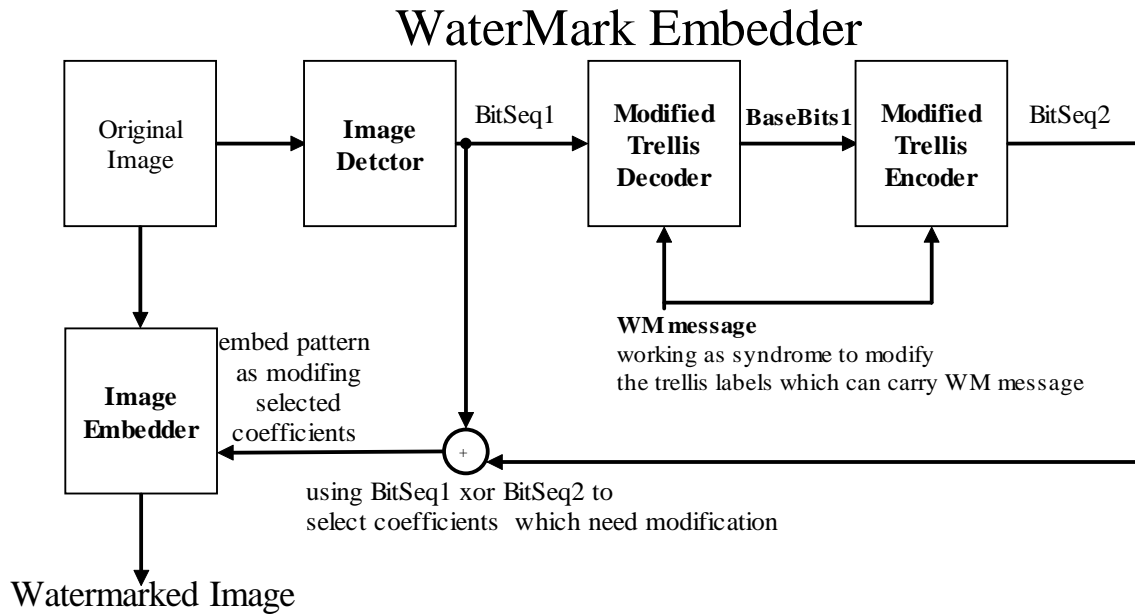 WaterMark Embedder
Original
Image
Image
Detctor
BitSeq1
Modified
Trellis
Decoder
BaseBits1
Modified
Trellis
Encoder
BitSeq2
WM message
working as syndrome to modify
the trellis labels which can carry WM message
embed pattern
as modifing
selected
coefficients
Image
Embedder
+
using BitSeq1 xor BitSeq2 to
select coefficients which need modification
Watermarked Image